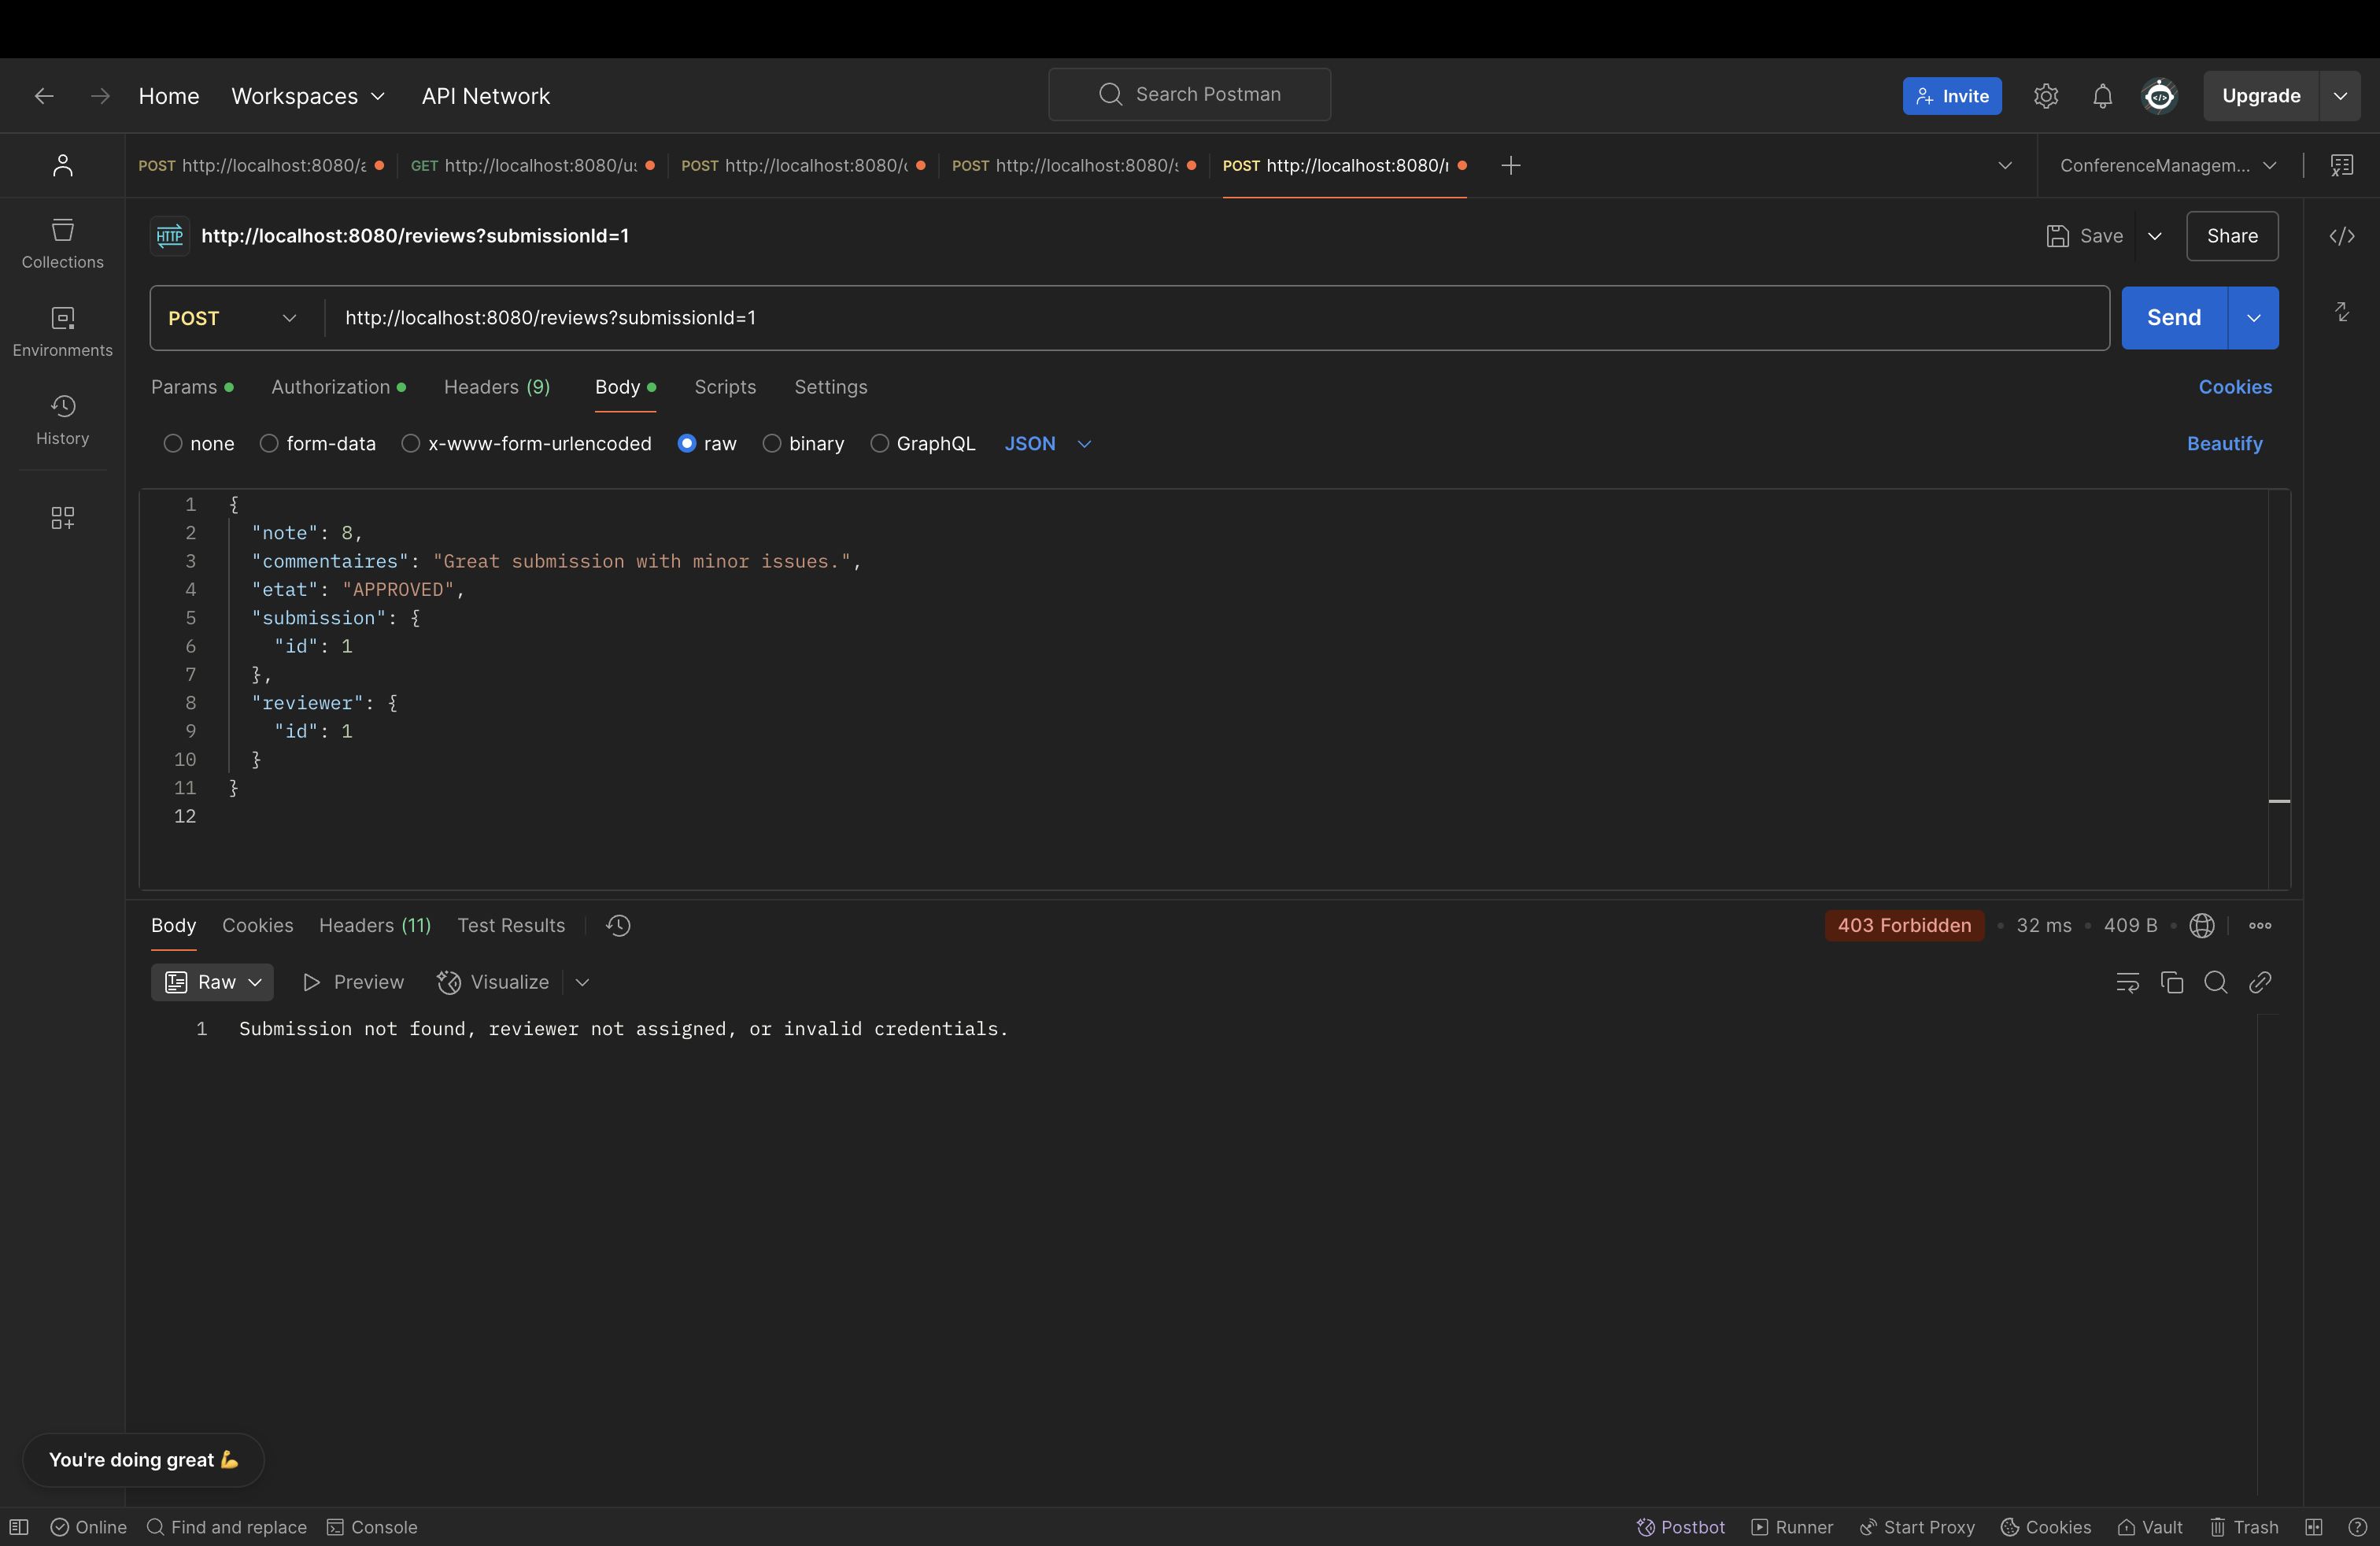 Home Workspaces API Network Search Postman Invite Upgrade
POST http://localhost:8080/a GET http://localhost:8080/us POST http://localhost:8080/c POST http://localhost:8080/s POST http://localhost:8080/r ConferenceManagem...
HTTP http://localhost:8080/reviews?submissionId=1 Save Share
Collections
POST http://localhost:8080/reviews?submissionId=1 Send
Environments
Params Authorization Headers (9) Body Scripts Settings Cookies
History
none form-data x-www-form-urlencoded raw binary GraphQL JSON Beautify
1 {
2 "note": 8,
3 "commentaires": "Great submission with minor issues.",
4 "etat": "APPROVED",
5 "submission": {
6 "id": 1
7 },
8 "reviewer": {
9 "id": 1
10 }
11 }
12
Body Cookies Headers (11) Test Results 403 Forbidden • 32 ms • 409 B
Raw Preview Visualize
1 Submission not found, reviewer not assigned, or invalid credentials.
You're doing great 💪
Online Find and replace Console Postbot Runner Start Proxy Cookies Vault Trash